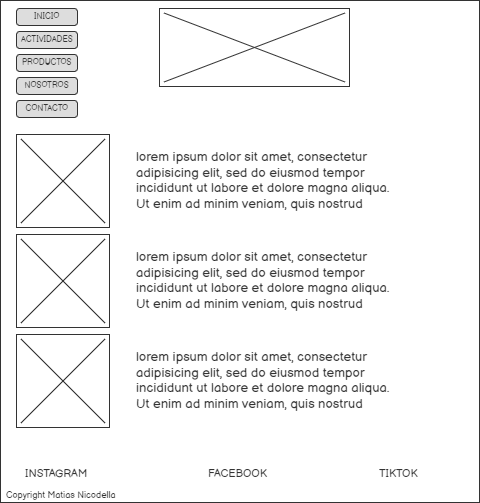 INICIO
ACTIVIDADES
PRODUCTOS
NOSOTROS
CONTACTO
lorem ipsum dolor sit amet, consectetur
adipisicing elit, sed do eiusmod tempor
incididunt ut labore et dolore magna aliqua.
Ut enim ad minim veniam, quis nostrud
lorem ipsum dolor sit amet, consectetur
adipisicing elit, sed do eiusmod tempor
incididunt ut labore et dolore magna aliqua.
Ut enim ad minim veniam, quis nostrud
lorem ipsum dolor sit amet, consectetur
adipisicing elit, sed do eiusmod tempor
incididunt ut labore et dolore magna aliqua.
Ut enim ad minim veniam, quis nostrud
INSTAGRAM FACEBOOK TIKTOK
Copyright Matias Nicodella